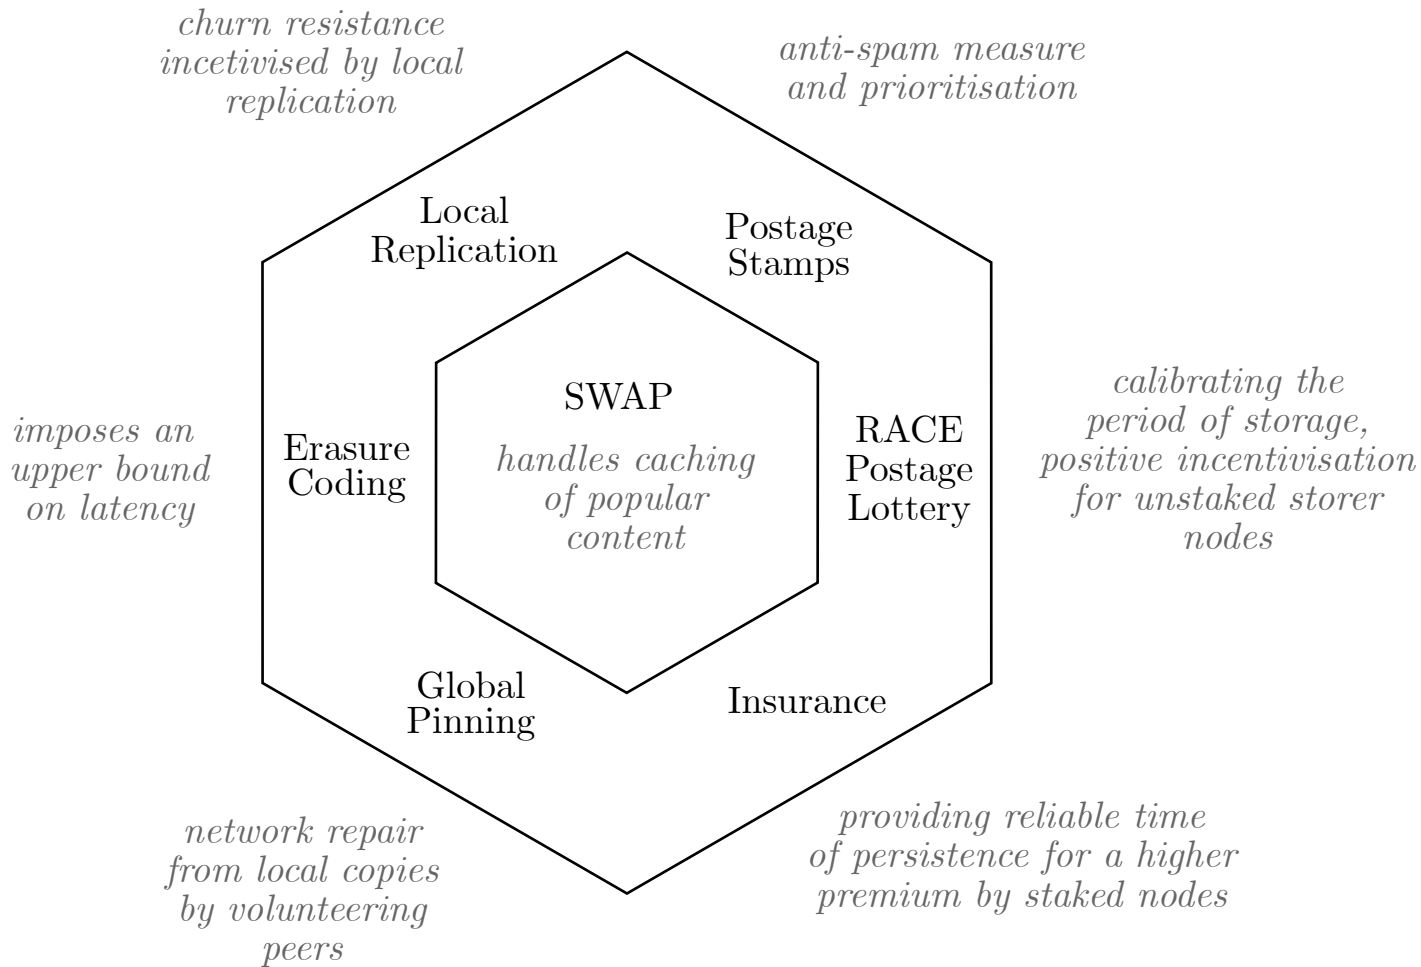 churn resistance
incetivised by local
replication
anti-spam measure
and prioritisation
Local
Replication
Postage
Stamps
imposes an
upper bound
on latency
Erasure
Coding
SWAP
handles caching
of popular
content
RACE
Postage
Lottery
calibrating the
period of storage,
positive incentivisation
for unstaked storer
nodes
Global
Pinning
Insurance
network repair
from local copies
by volunteering
peers
providing reliable time
of persistence for a higher
premium by staked nodes